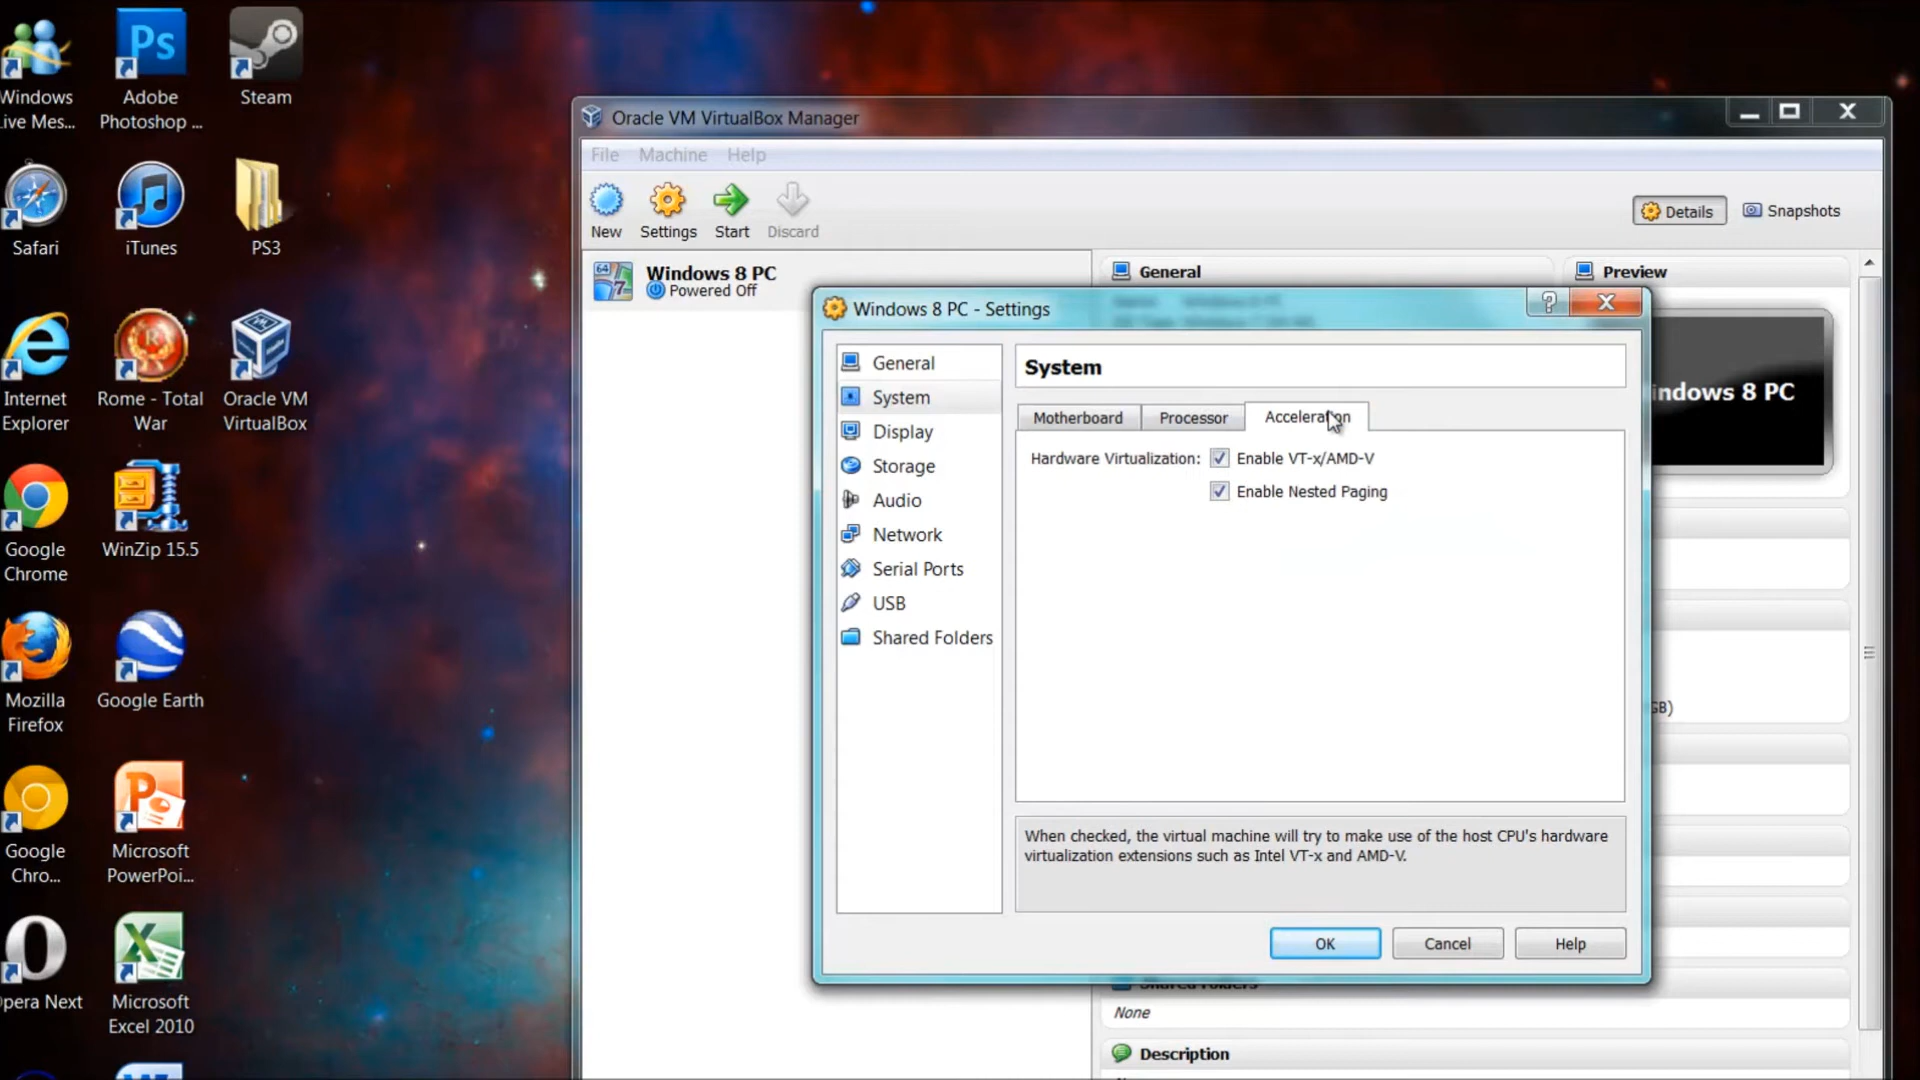 Windows
Live Mes...
Adobe
Photoshop ...
Steam
Safari
iTunes
PS3
Internet
Explorer
Rome - Total
War
Oracle VM
VirtualBox
Google
Chrome
WinZip 15.5
Mozilla
Firefox
Google Earth
Google
Chro...
Microsoft
PowerPoi...
pera Next
Microsoft
Excel 2010
Oracle VM VirtualBox Manager
File Machine Help
New Settings Start Discard
Details Snapshots
Windows 8 PC
Powered Off
General
Preview
indows 8 PC
GB)
Windows 8 PC - Settings
General
System
Display
Storage
Audio
Network
Serial Ports
USB
Shared Folders
System
Motherboard Processor Acceleration
Hardware Virtualization: Enable VT-x/AMD-V
Enable Nested Paging
When checked, the virtual machine will try to make use of the host CPU's hardware
virtualization extensions such as Intel VT-x and AMD-V.
OK Cancel Help
Shared Folders
None
Description